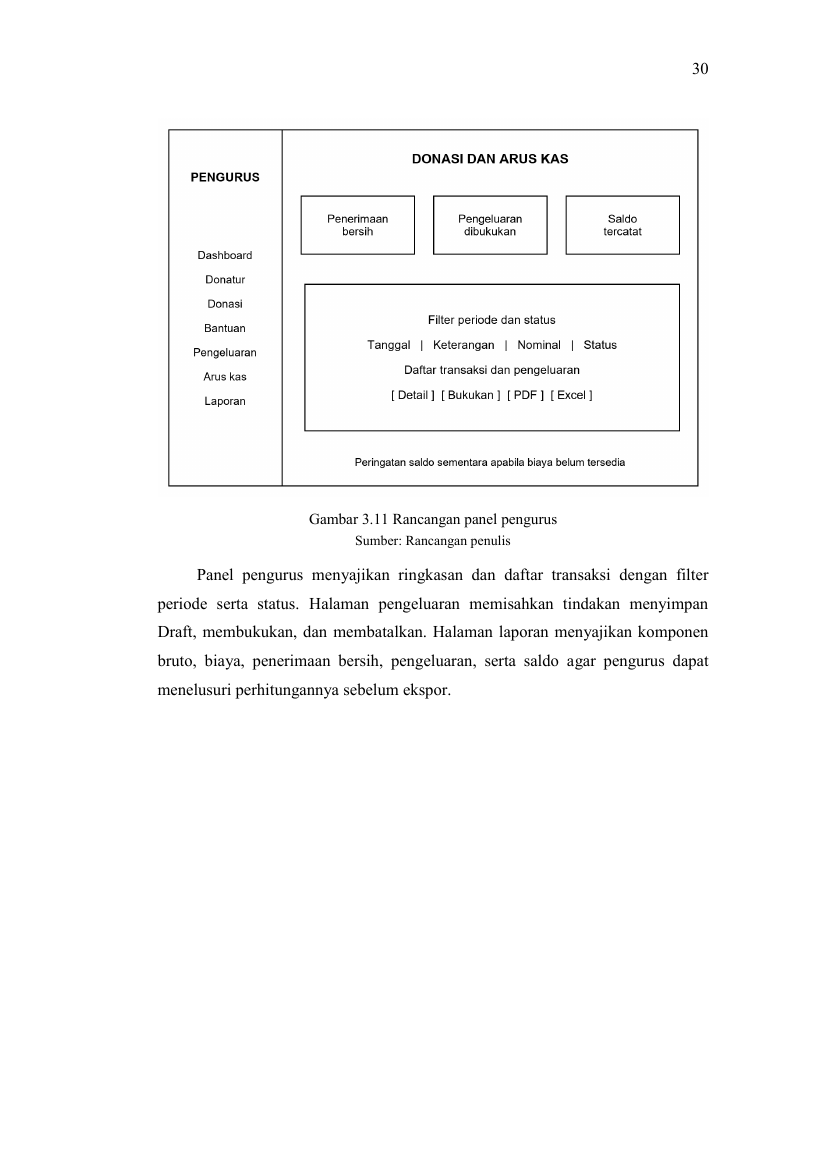 30
PENGURUS
Dashboard
Donatur
Donasi
Bantuan
Pengeluaran
Arus kas
Laporan
DONASI DAN ARUS KAS
Penerimaan
bersih
Pengeluaran
dibukukan
Saldo
tercatat
Filter periode dan status
Tanggal | Keterangan | Nominal | Status
Daftar transaksi dan pengeluaran
[ Detail ] [ Bukukan ] [ PDF ] [ Excel ]
Peringatan saldo sementara apabila biaya belum tersedia
Gambar 3.11 Rancangan panel pengurus
Sumber: Rancangan penulis
Panel pengurus menyajikan ringkasan dan daftar transaksi dengan filter
periode serta status. Halaman pengeluaran memisahkan tindakan menyimpan
Draft, membukukan, dan membatalkan. Halaman laporan menyajikan komponen
bruto, biaya, penerimaan bersih, pengeluaran, serta saldo agar pengurus dapat
menelusuri perhitungannya sebelum ekspor.